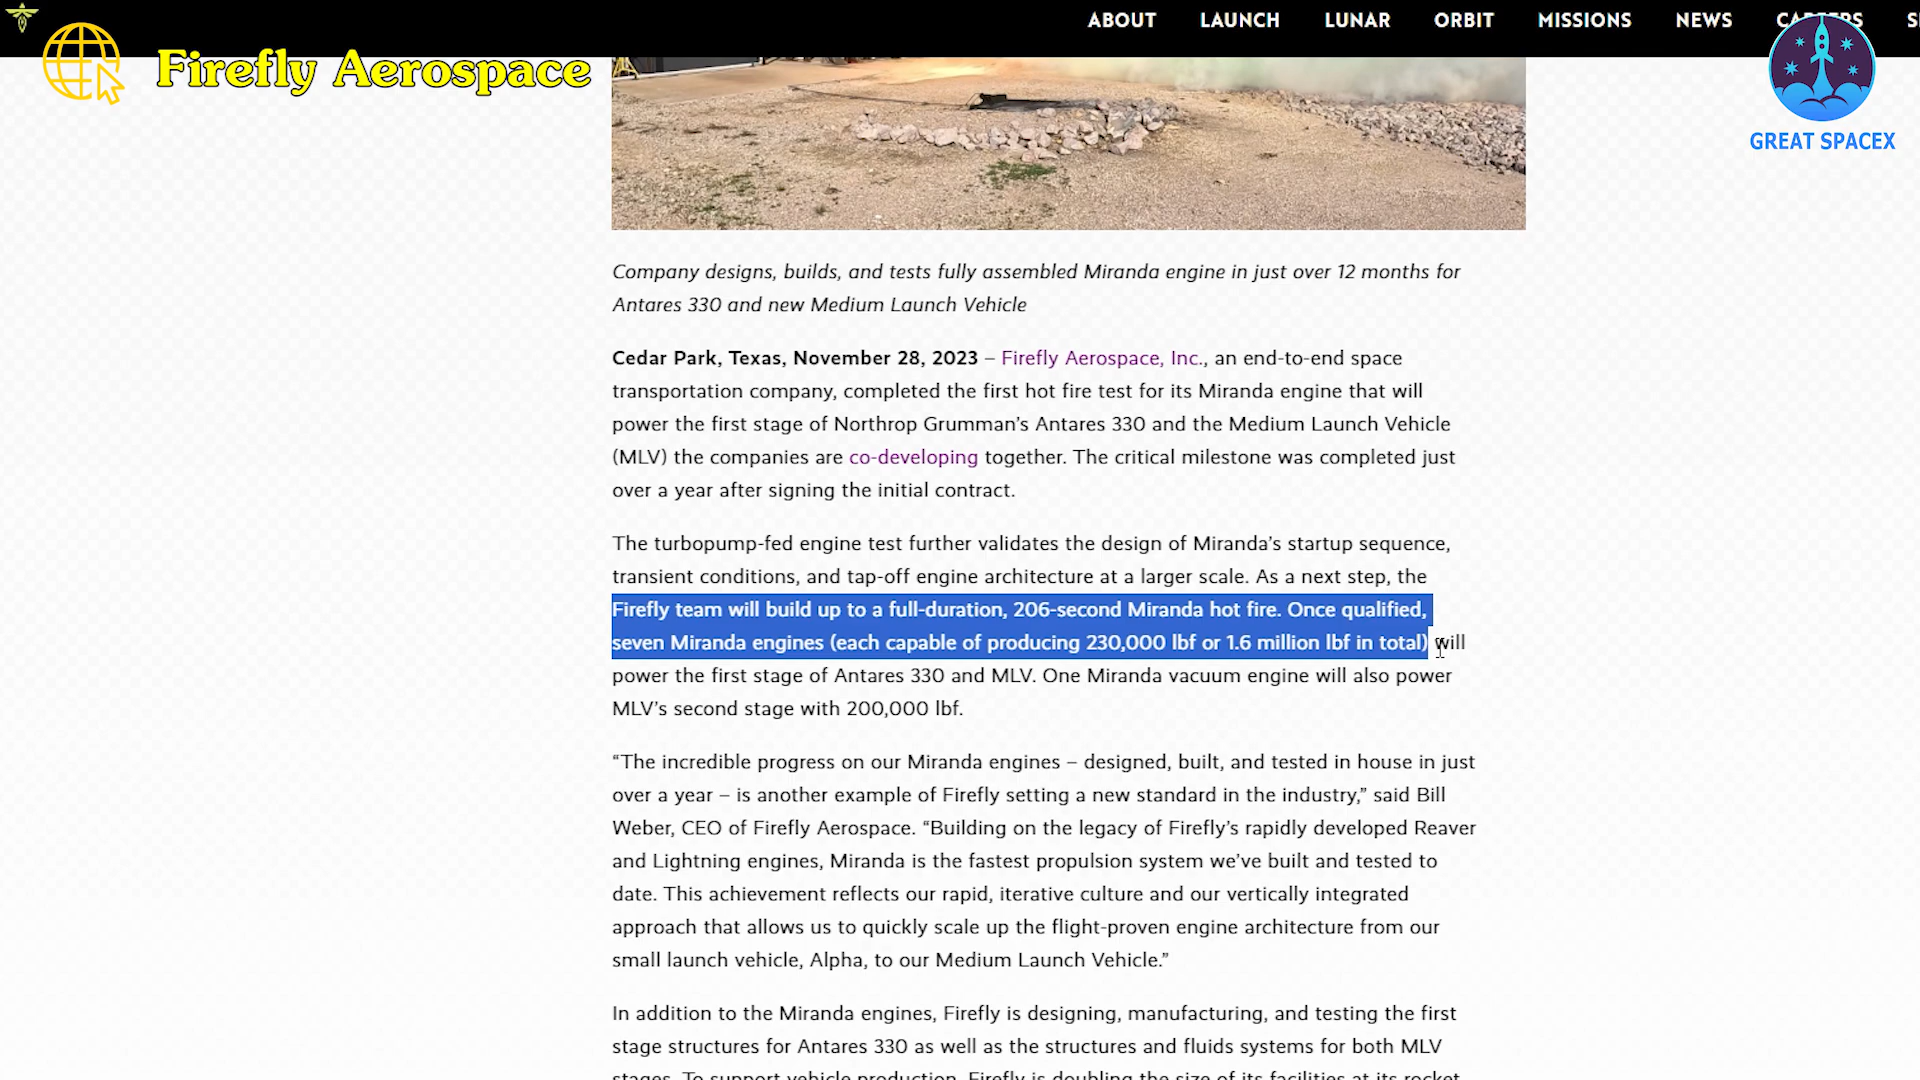 ABOUT LAUNCH LUNAR ORBIT MISSIONS NEWS CAREERS
Firefly Aerospace
GREAT SPACEX
Company designs, builds, and tests fully assembled Miranda engine in just over 12 months for
Antares 330 and new Medium Launch Vehicle
Cedar Park, Texas, November 28, 2023 – Firefly Aerospace, Inc., an end-to-end space
transportation company, completed the first hot fire test for its Miranda engine that will
power the first stage of Northrop Grumman’s Antares 330 and the Medium Launch Vehicle
(MLV) the companies are co-developing together. The critical milestone was completed just
over a year after signing the initial contract.
The turbopump-fed engine test further validates the design of Miranda’s startup sequence,
transient conditions, and tap-off engine architecture at a larger scale. As a next step, the
Firefly team will build up to a full-duration, 206-second Miranda hot fire. Once qualified,
seven Miranda engines (each capable of producing 230,000 lbf or 1.6 million lbf in total) will
power the first stage of Antares 330 and MLV. One Miranda vacuum engine will also power
MLV’s second stage with 200,000 lbf.
“The incredible progress on our Miranda engines – designed, built, and tested in house in just
over a year – is another example of Firefly setting a new standard in the industry,” said Bill
Weber, CEO of Firefly Aerospace. “Building on the legacy of Firefly’s rapidly developed Reaver
and Lightning engines, Miranda is the fastest propulsion system we’ve built and tested to
date. This achievement reflects our rapid, iterative culture and our vertically integrated
approach that allows us to quickly scale up the flight-proven engine architecture from our
small launch vehicle, Alpha, to our Medium Launch Vehicle.”
In addition to the Miranda engines, Firefly is designing, manufacturing, and testing the first
stage structures for Antares 330 as well as the structures and fluids systems for both MLV
stages. To support vehicle production, Firefly is doubling the size of its facilities at its rocket